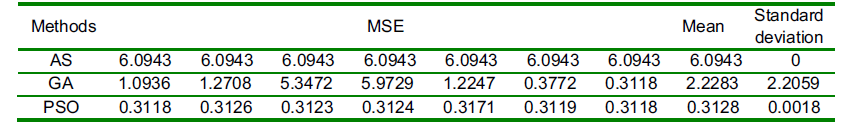 Methods MSE Mean Standard deviation
AS 6.0943 6.0943 6.0943 6.0943 6.0943 6.0943 6.0943 6.0943 0
GA 1.0936 1.2708 5.3472 5.9729 1.2247 0.3772 0.3118 2.2283 2.2059
PSO 0.3118 0.3126 0.3123 0.3124 0.3171 0.3119 0.3118 0.3128 0.0018